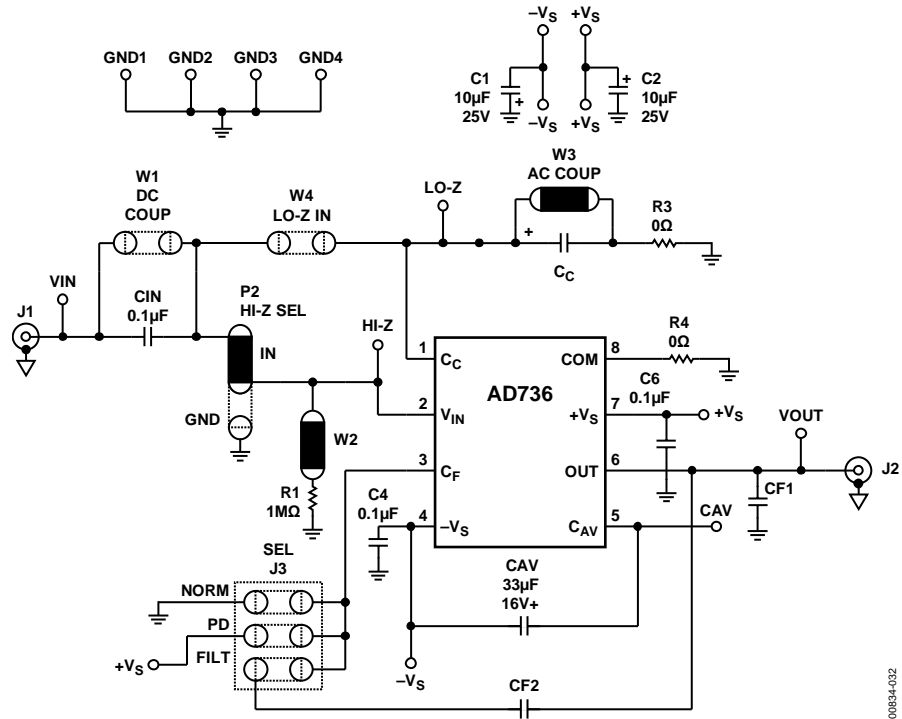 −VS +VS
GND1 GND2 GND3 GND4
C1
10µF
25V
+
−VS +VS
+
C2
10µF
25V
W1
DC
COUP
W4
LO-Z IN
LO-Z
W3
AC COUP
+
CC
R3
0Ω
VIN
J1
CIN
0.1µF
P2
HI-Z SEL
IN
GND
HI-Z
W2
R1
1MΩ
AD736
1 CC
2 VIN
3 CF
4 −VS
8 COM
7 +VS
6 OUT
5 CAV
R4
0Ω
C6
0.1µF
+VS
VOUT
J2
CF1
CAV
C4
0.1µF
CAV
33µF
16V+
SEL
J3
NORM
PD
FILT
+VS
−VS
CF2
00834-032